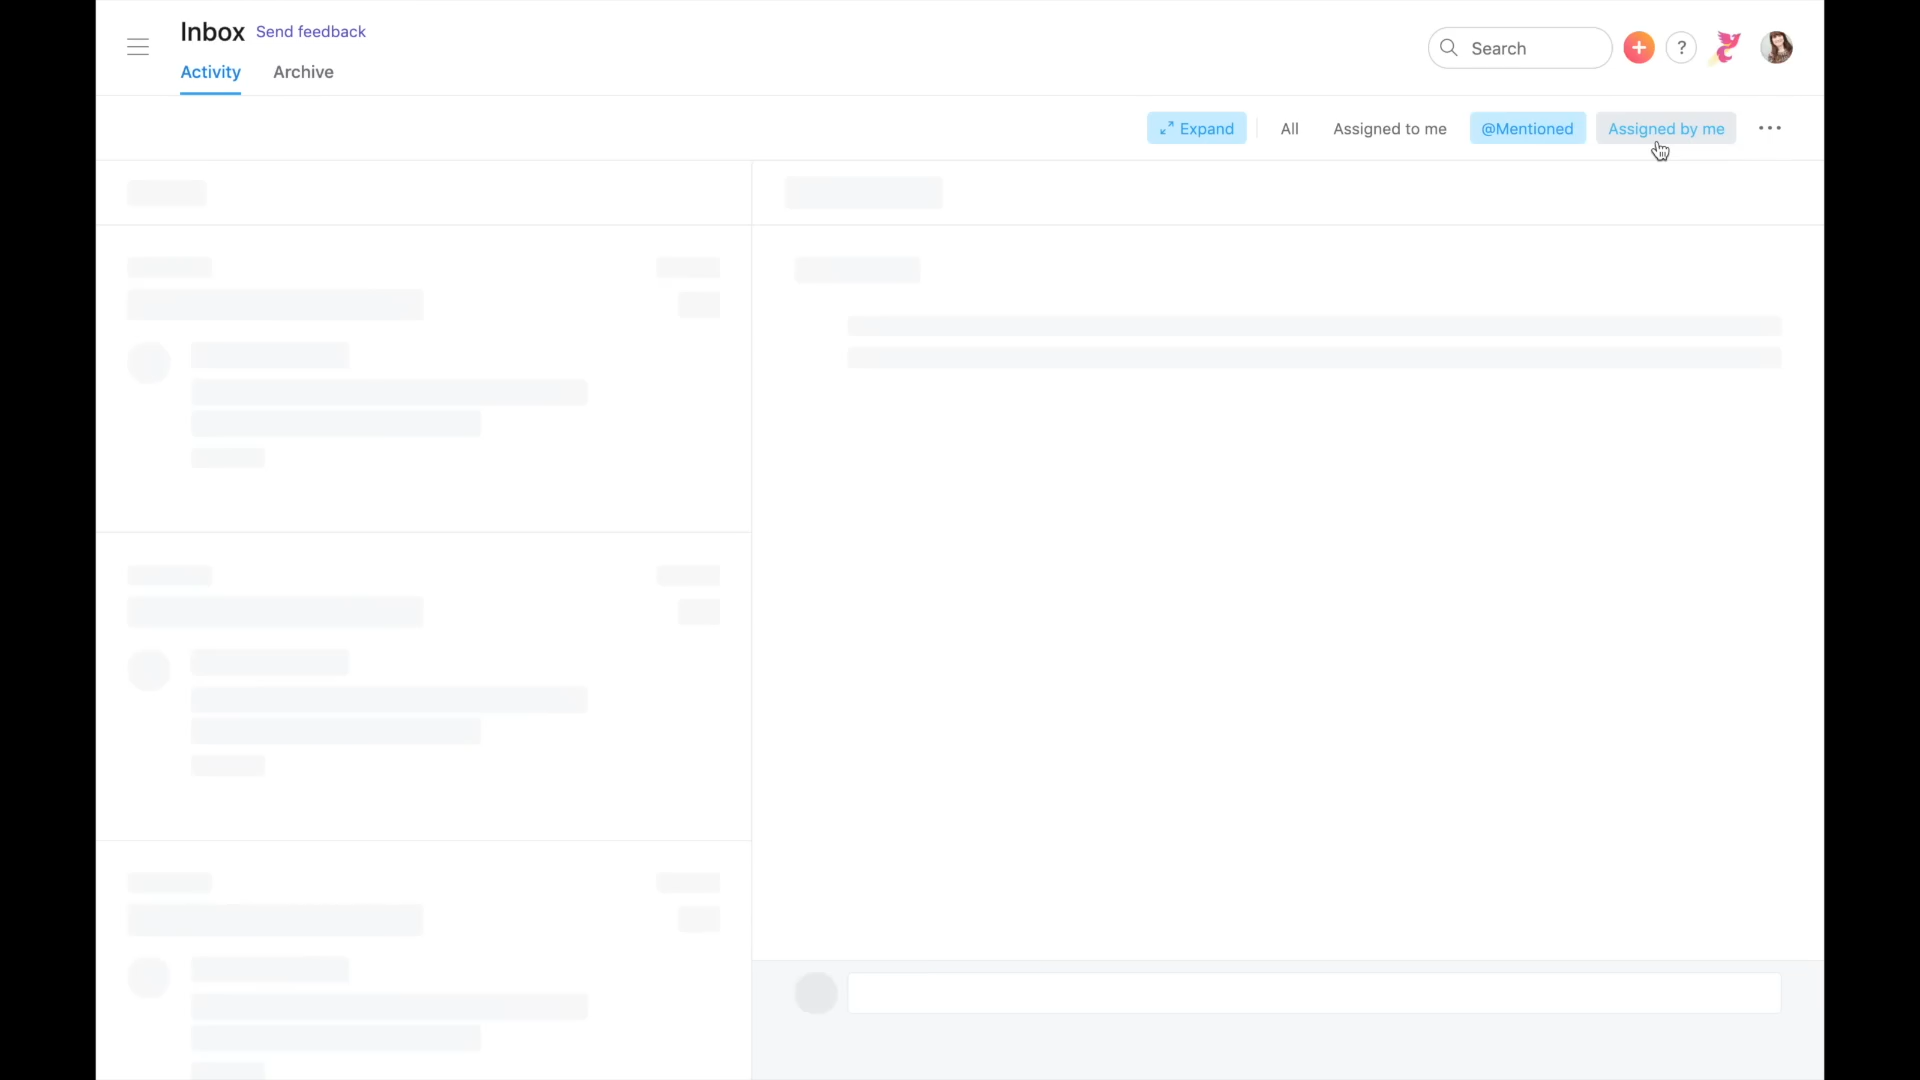 Inbox Send feedback
Activity Archive
Search
?
Expand All Assigned to me @Mentioned Assigned by me